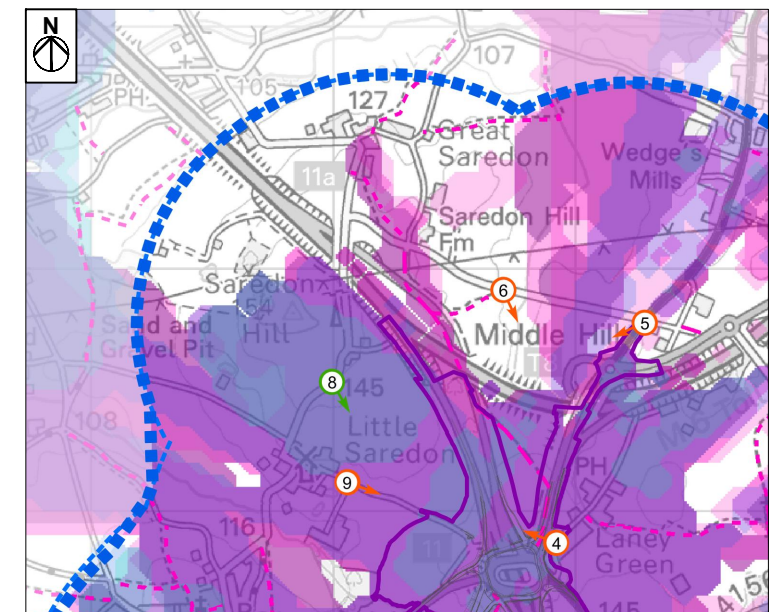 N
107
105
PH
127
Great
Saredon
11a
Wedge's
Mills
Saredon Hill
Fm
Saredon
Hill
Sand and
Gravel Pit
6
5
Middle Hill
8
145
108
Little
Saredon
9
PH
116
11
4
Laney
Green
145